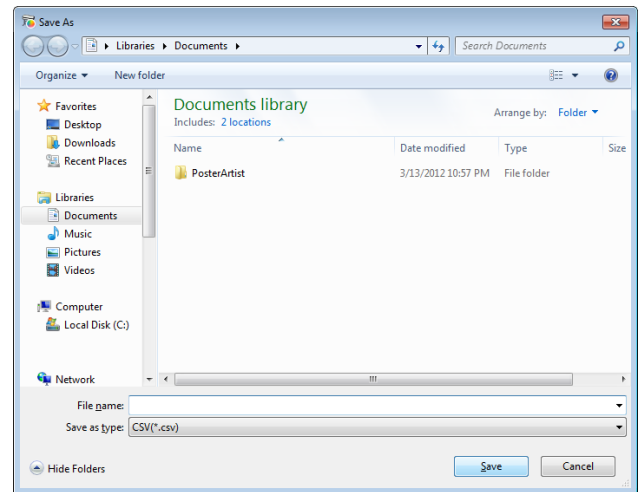 Save As
Libraries Documents
Search Documents
Organize New folder
Favorites
Desktop
Downloads
Recent Places
Libraries
Documents
Music
Pictures
Videos
Computer
Local Disk (C:)
Network
Documents library
Includes: 2 locations
Arrange by: Folder
Name Date modified Type Size
PosterArtist 3/13/2012 10:57 PM File folder
File name:
Save as type: CSV(*.csv)
Hide Folders
Save Cancel